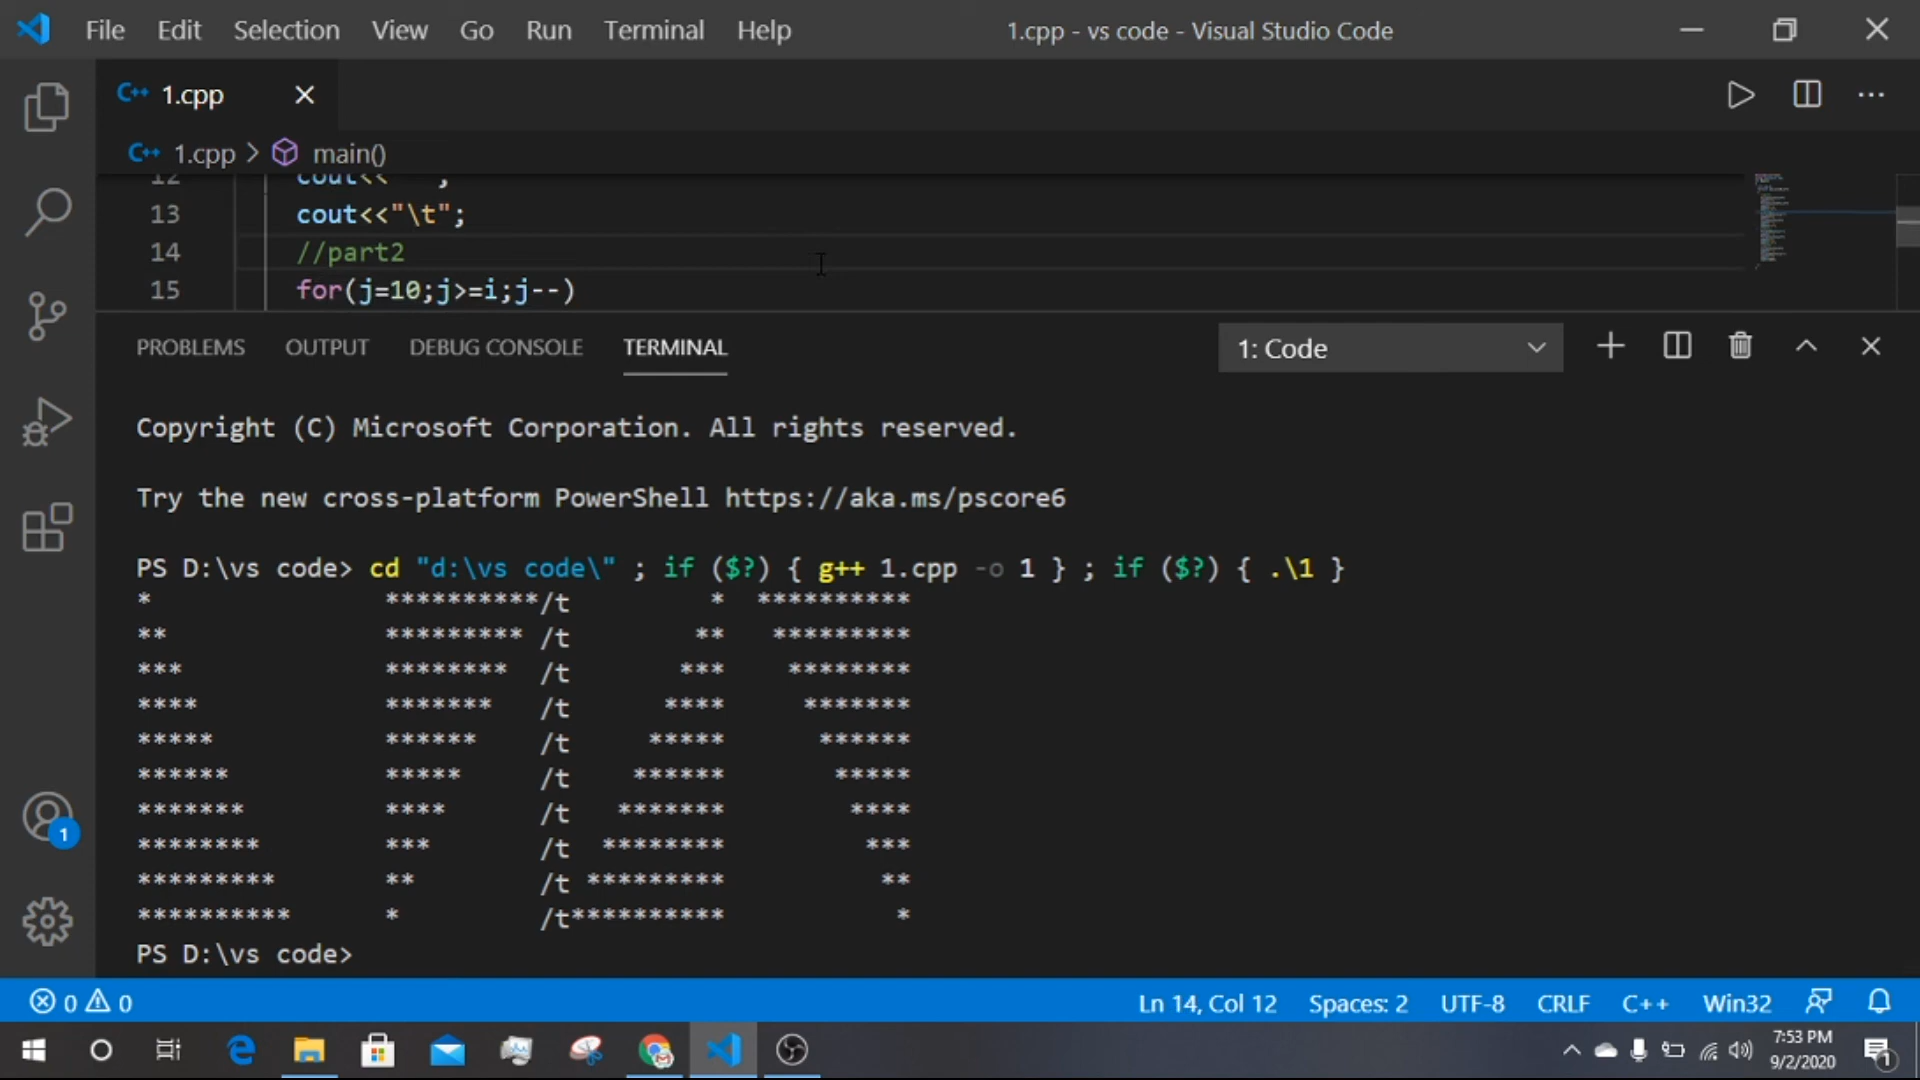 File Edit Selection View Go Run Terminal Help 1.cpp - vs code - Visual Studio Code
C++ 1.cpp
C++ 1.cpp > main()
12 cout<<" ";
13 cout<<"\t";
14 //part2
15 for(j=10;j>=i;j--)
PROBLEMS OUTPUT DEBUG CONSOLE TERMINAL 1: Code
Copyright (C) Microsoft Corporation. All rights reserved.
Try the new cross-platform PowerShell https://aka.ms/pscore6
PS D:\vs code> cd "d:\vs code\" ; if ($?) { g++ 1.cpp -o 1 } ; if ($?) { .\1 }
*               **********/t         *  **********
**              ********* /t        **   *********
***             ********  /t       ***    ********
****            *******   /t      ****     *******
*****           ******    /t     *****      ******
******          *****     /t    ******       *****
*******         ****      /t   *******        ****
********        ***       /t  ********         ***
*********       **        /t *********          **
**********      *         /t**********           *
PS D:\vs code>
0 0 Ln 14, Col 12 Spaces: 2 UTF-8 CRLF C++ Win32
1
7:53 PM
9/2/2020
1